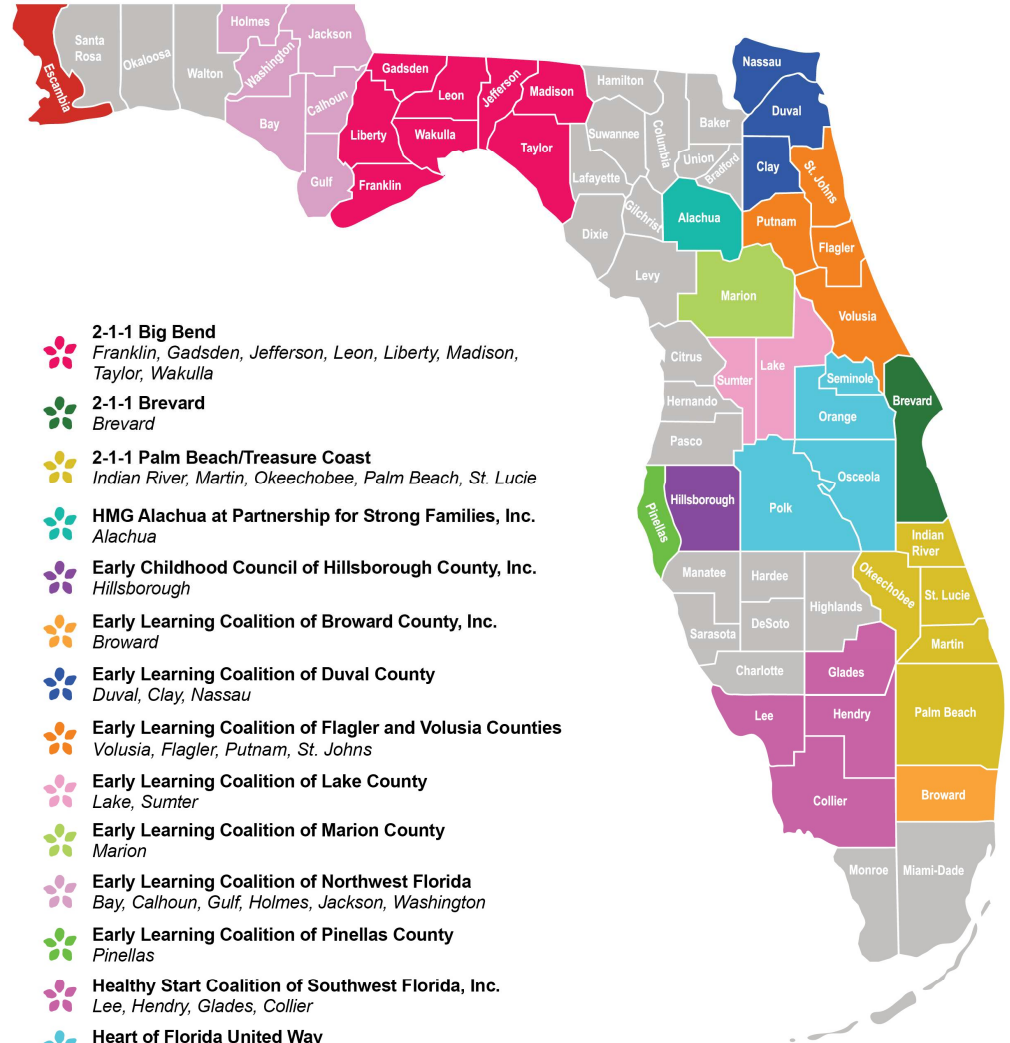 Holmes
Jackson
Santa
Rosa
Okaloosa
Walton
Washington
Escambia
Bay
Calhoun
Gulf
Gadsden
Leon
Jefferson
Madison
Liberty
Wakulla
Taylor
Franklin
Hamilton
Suwannee
Columbia
Baker
Nassau
Duval
Union
Bradford
Clay
St. Johns
Lafayette
Gilchrist
Alachua
Putnam
Dixie
Flagler
Levy
Marion
Volusia
Citrus
Sumter
Lake
Seminole
Hernando
Orange
Brevard
Pasco
Pinellas
Hillsborough
Polk
Osceola
Indian
River
Manatee
Hardee
Okeechobee
St. Lucie
Highlands
Sarasota
DeSoto
Martin
Charlotte
Glades
Lee
Hendry
Palm Beach
Collier
Broward
Monroe
Miami-Dade
2-1-1 Big Bend
Franklin, Gadsden, Jefferson, Leon, Liberty, Madison,
Taylor, Wakulla
2-1-1 Brevard
Brevard
2-1-1 Palm Beach/Treasure Coast
Indian River, Martin, Okeechobee, Palm Beach, St. Lucie
HMG Alachua at Partnership for Strong Families, Inc.
Alachua
Early Childhood Council of Hillsborough County, Inc.
Hillsborough
Early Learning Coalition of Broward County, Inc.
Broward
Early Learning Coalition of Duval County
Duval, Clay, Nassau
Early Learning Coalition of Flagler and Volusia Counties
Volusia, Flagler, Putnam, St. Johns
Early Learning Coalition of Lake County
Lake, Sumter
Early Learning Coalition of Marion County
Marion
Early Learning Coalition of Northwest Florida
Bay, Calhoun, Gulf, Holmes, Jackson, Washington
Early Learning Coalition of Pinellas County
Pinellas
Healthy Start Coalition of Southwest Florida, Inc.
Lee, Hendry, Glades, Collier
Heart of Florida United Way